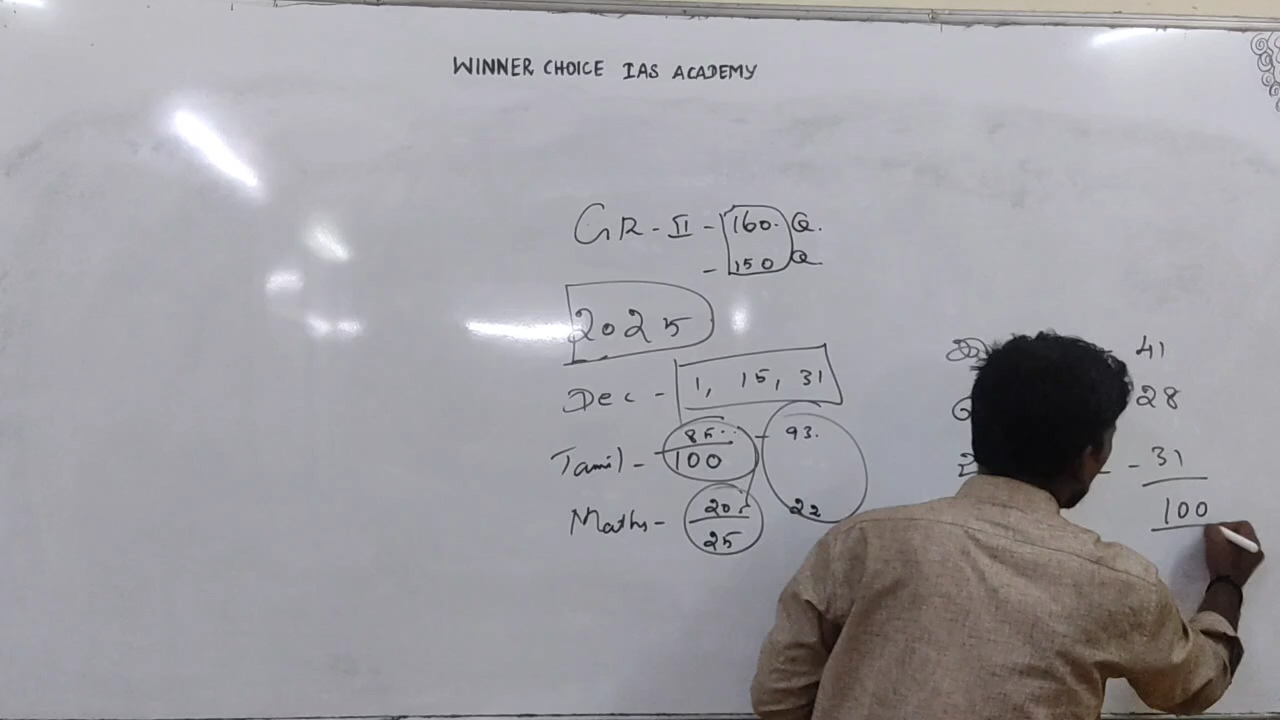 WINNER CHOICE IAS ACADEMY
GR - II - 160. Q.
- 150 Q
2025
Dec - 1, 15, 31
Tamil - 85 - 93.
100
Maths - 20 22
25
41
28
- 31
100